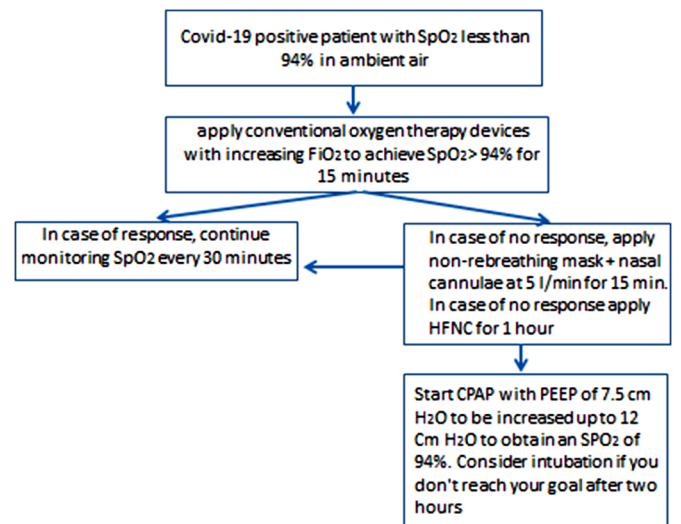 Covid-19 positive patient with SpO2 less than
94% in ambient air
apply conventional oxygen therapy devices
with increasing FiO2 to achieve SpO2> 94% for
15 minutes
In case of response, continue
monitoring SpO2 every 30 minutes
In case of no response, apply
non-rebreathing mask + nasal
cannulae at 5 l/min for 15 min.
In case of no response apply
HFNC for 1 hour
Start CPAP with PEEP of 7.5 cm
H2O to be increased up to 12
Cm H2O to obtain an SPO2 of
94%. Consider intubation if you
don't reach your goal after two
hours